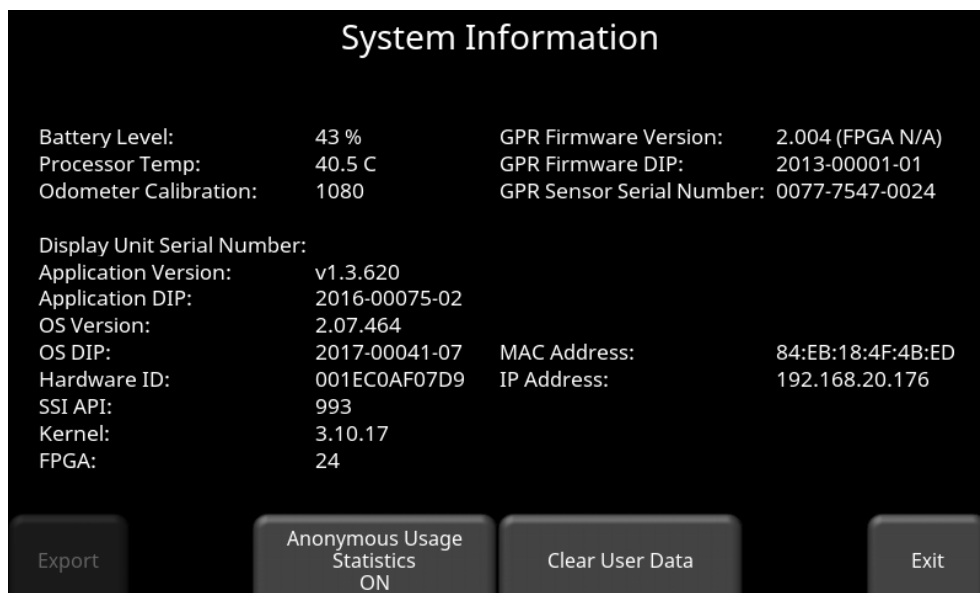 System Information
Battery Level: 43 % GPR Firmware Version: 2.004 (FPGA N/A)
Processor Temp: 40.5 C GPR Firmware DIP: 2013-00001-01
Odometer Calibration: 1080 GPR Sensor Serial Number: 0077-7547-0024
Display Unit Serial Number:
Application Version: v1.3.620
Application DIP: 2016-00075-02
OS Version: 2.07.464
OS DIP: 2017-00041-07 MAC Address: 84:EB:18:4F:4B:ED
Hardware ID: 001EC0AF07D9 IP Address: 192.168.20.176
SSI API: 993
Kernel: 3.10.17
FPGA: 24
Export
Anonymous Usage
Statistics
ON
Clear User Data
Exit